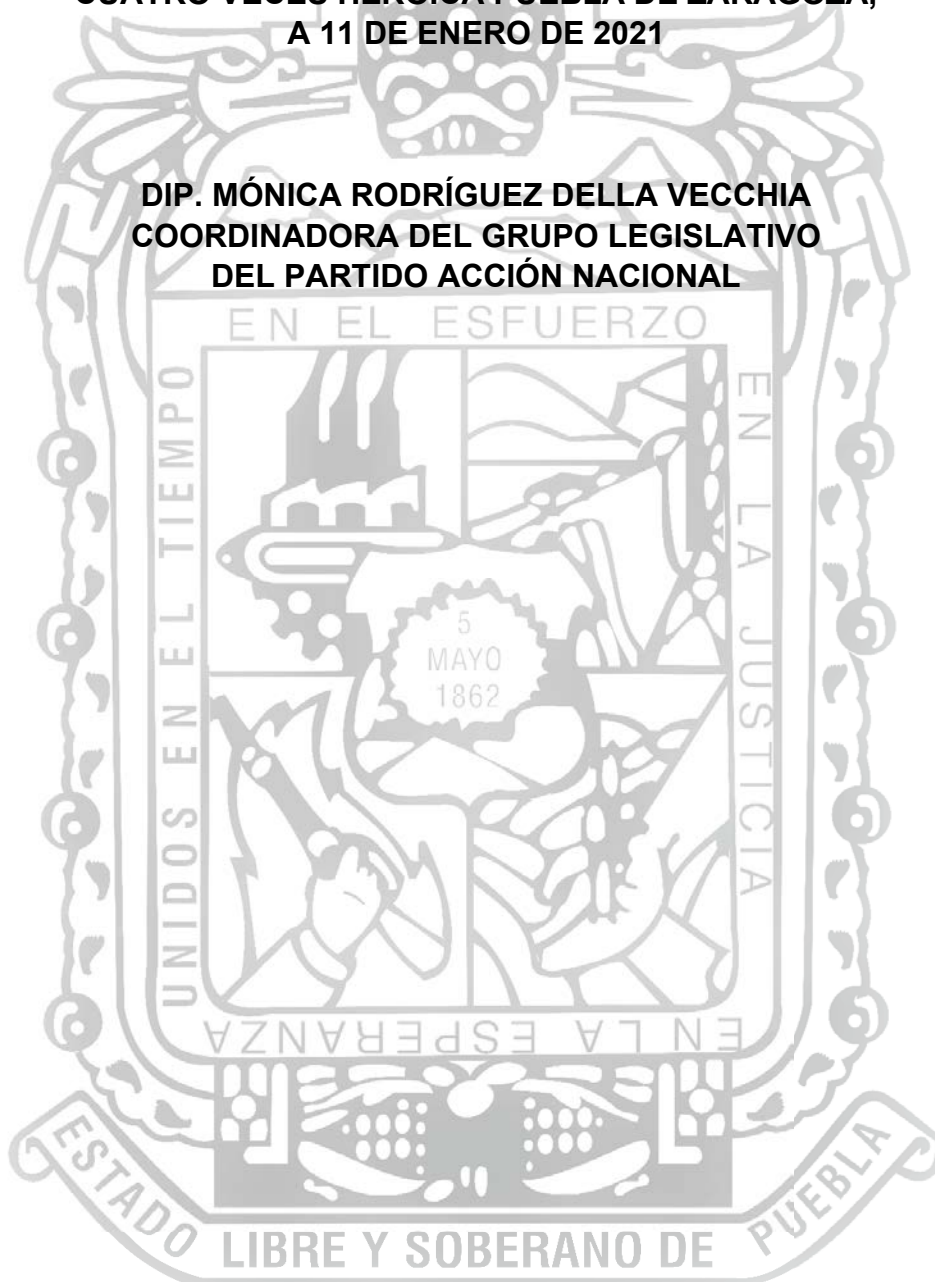 CUATRO VECES HEROICA PUEBLA DE ZARAGOZA,
A 11 DE ENERO DE 2021
DIP. MÓNICA RODRÍGUEZ DELLA VECCHIA
COORDINADORA DEL GRUPO LEGISLATIVO
DEL PARTIDO ACCIÓN NACIONAL
UNIDOS EN EL TIEMPO
EN EL ESFUERZO
EN LA JUSTICIA
EN LA ESPERANZA
5
MAYO
1862
ESTADO
LIBRE Y SOBERANO DE
PUEBLA